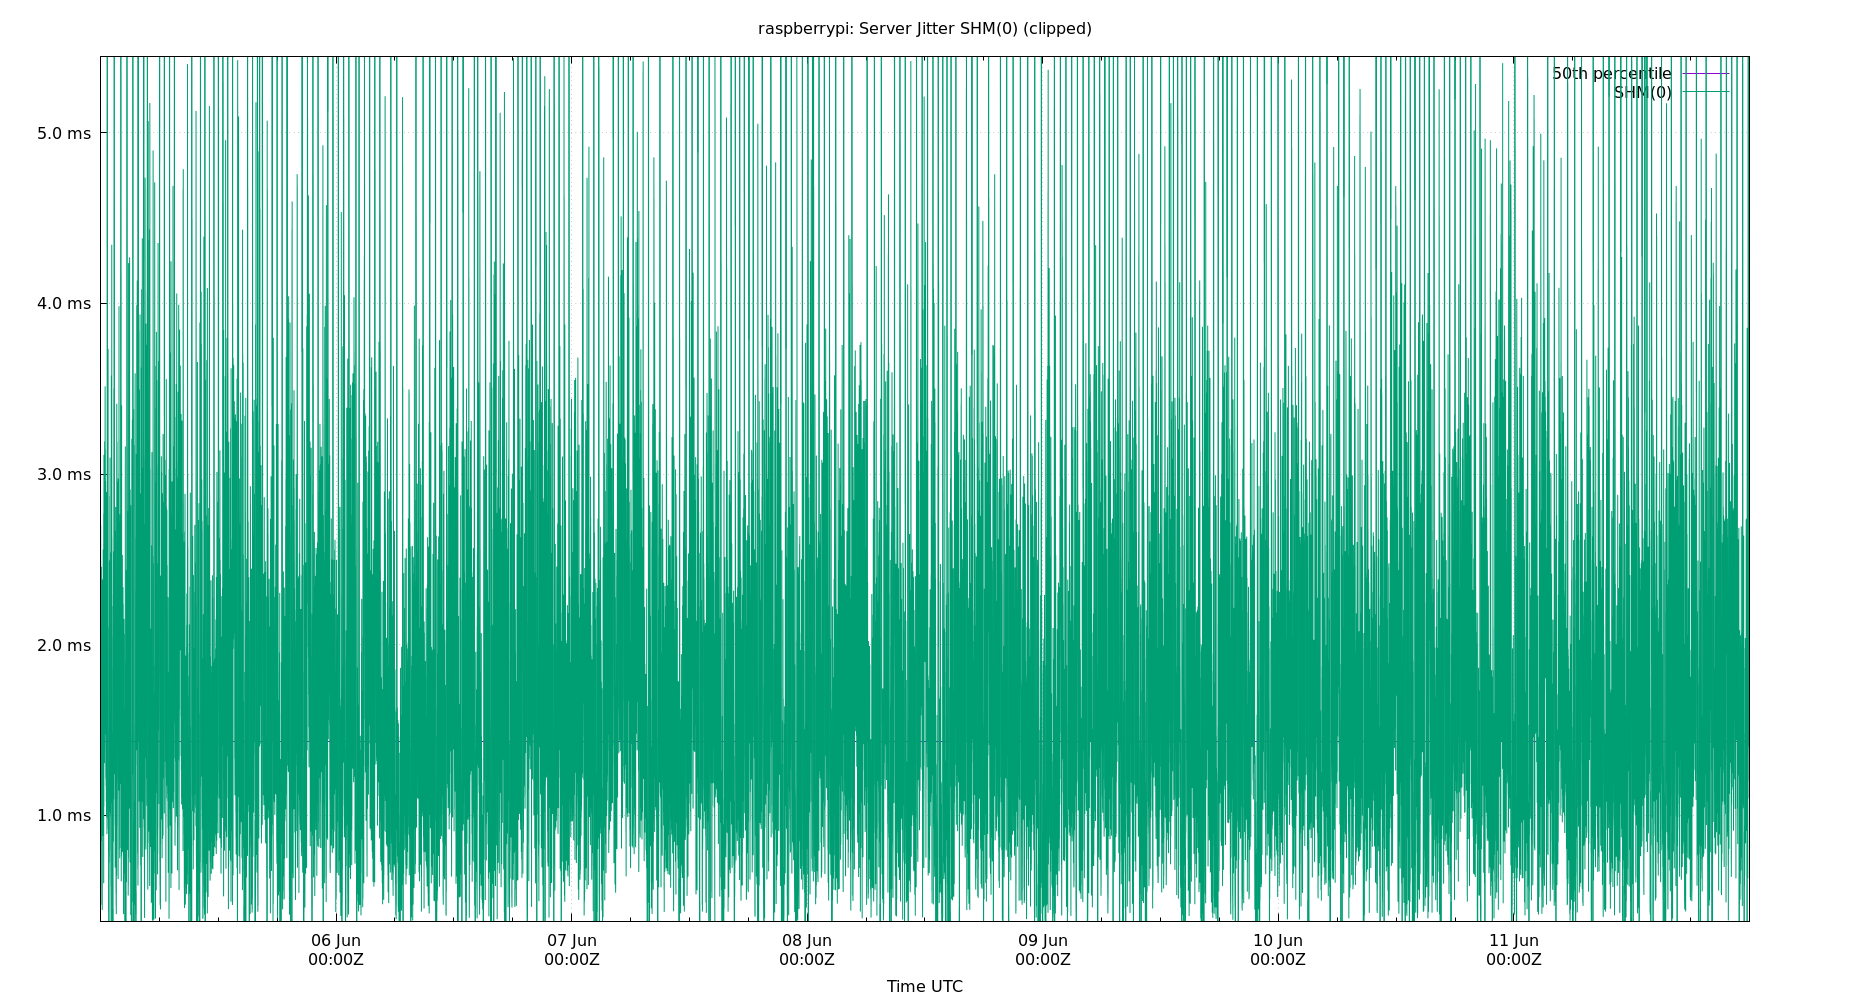 raspberrypi: Server Jitter SHM(0) (clipped)
50th percentile
SHM(0)
5.0 ms
4.0 ms
3.0 ms
2.0 ms
1.0 ms
06 Jun 07 Jun 08 Jun 09 Jun 10 Jun 11 Jun
00:00Z 00:00Z 00:00Z 00:00Z 00:00Z 00:00Z
Time UTC